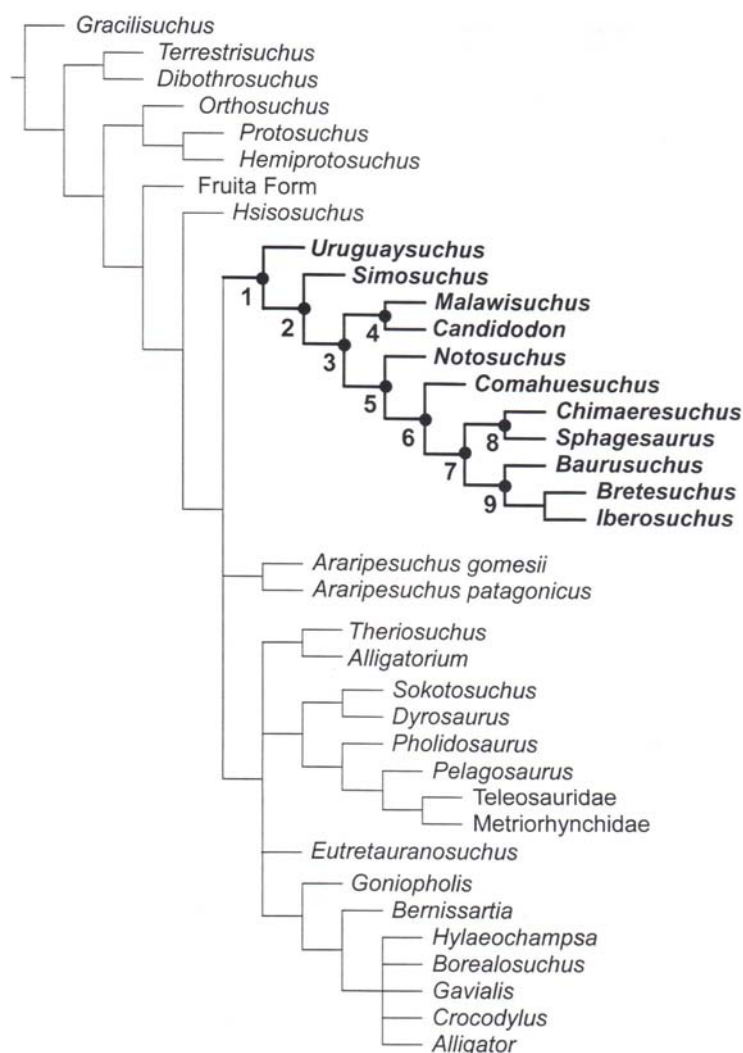 Gracilisuchus
Terrestrisuchus
Dibothrosuchus
Orthosuchus
Protosuchus
Hemiprotosuchus
Fruita Form
Hsisosuchus
Uruguaysuchus
1
Simosuchus
2
Malawisuchus
4
Candidodon
3
Notosuchus
5
Comahuesuchus
6
Chimaeresuchus
8
Sphagesaurus
7
Baurusuchus
9
Bretesuchus
Iberosuchus
Araripesuchus gomesii
Araripesuchus patagonicus
Theriosuchus
Alligatorium
Sokotosuchus
Dyrosaurus
Pholidosaurus
Pelagosaurus
Teleosauridae
Metriorhynchidae
Eutretauranosuchus
Goniopholis
Bernissartia
Hylaeochampsa
Borealosuchus
Gavialis
Crocodylus
Alligator